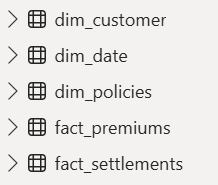 dim_customer
dim_date
dim_policies
fact_premiums
fact_settlements